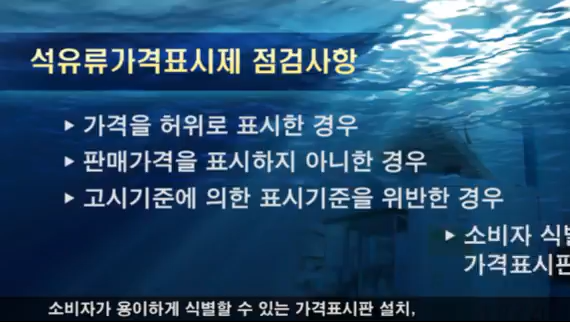 석유류가격표시제 점검사항
▶ 가격을 허위로 표시한 경우
▶ 판매가격을 표시하지 아니한 경우
▶ 고시기준에 의한 표시기준을 위반한 경우
▶ 소비자 식별
가격표시판
소비자가 용이하게 식별할 수 있는 가격표시판 설치,